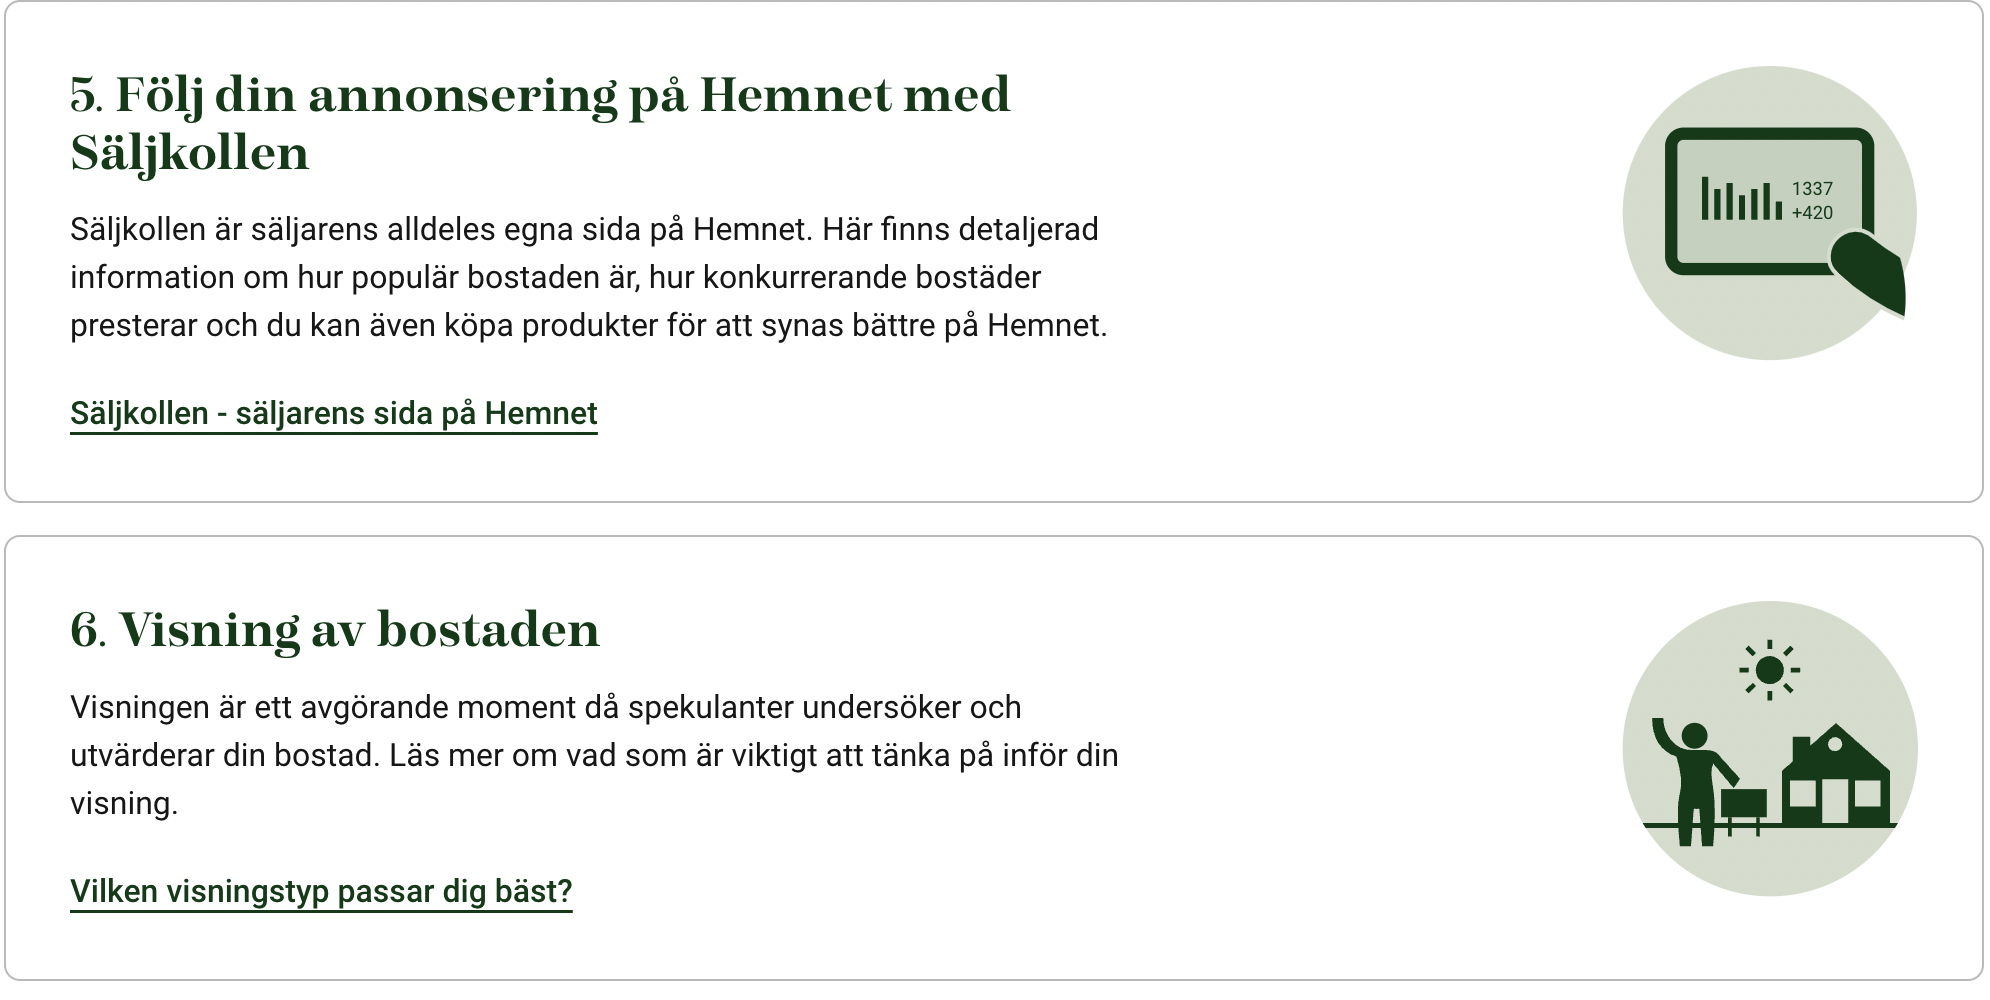 5. Följ din annonsering på Hemnet med
Säljkollen
Säljkollen är säljarens alldeles egna sida på Hemnet. Här finns detaljerad
information om hur populär bostaden är, hur konkurrerande bostäder
presterar och du kan även köpa produkter för att synas bättre på Hemnet.
Säljkollen - säljarens sida på Hemnet
1337
+420
6. Visning av bostaden
Visningen är ett avgörande moment då spekulanter undersöker och
utvärderar din bostad. Läs mer om vad som är viktigt att tänka på inför din
visning.
Vilken visningstyp passar dig bäst?